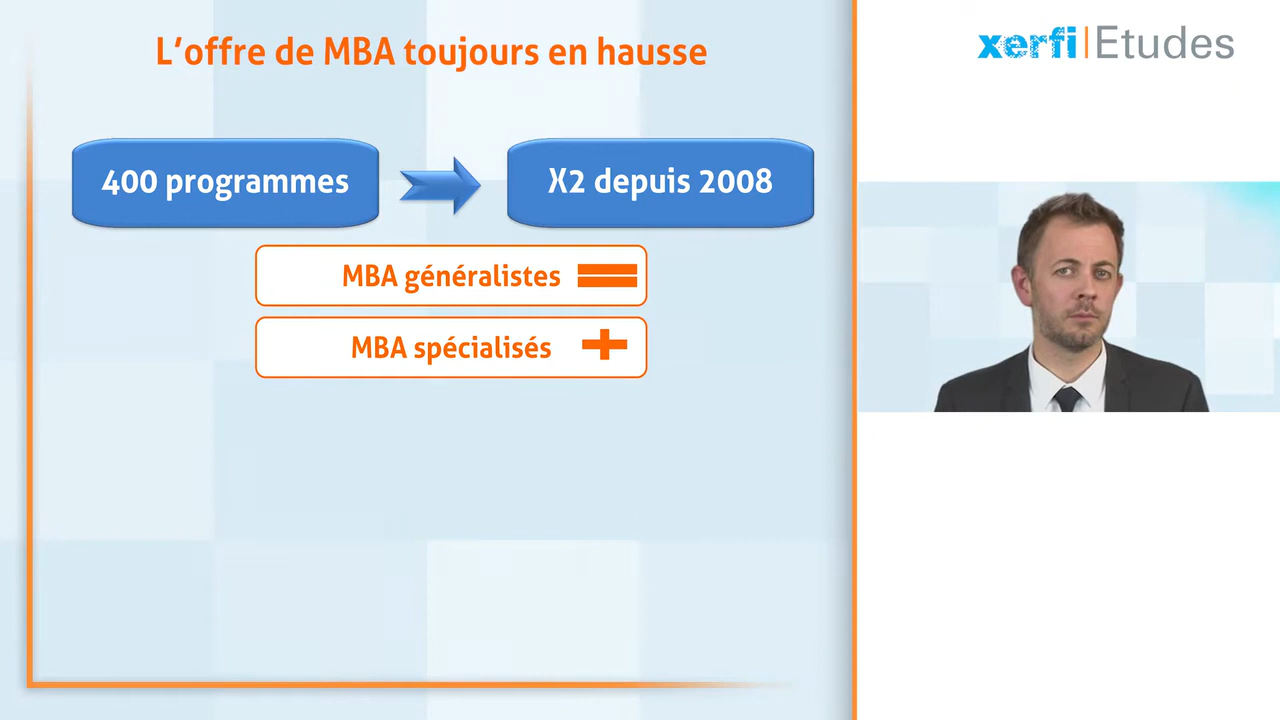 L'offre de MBA toujours en hausse
xerfi Etudes
400 programmes
X2 depuis 2008
MBA généralistes
MBA spécialisés